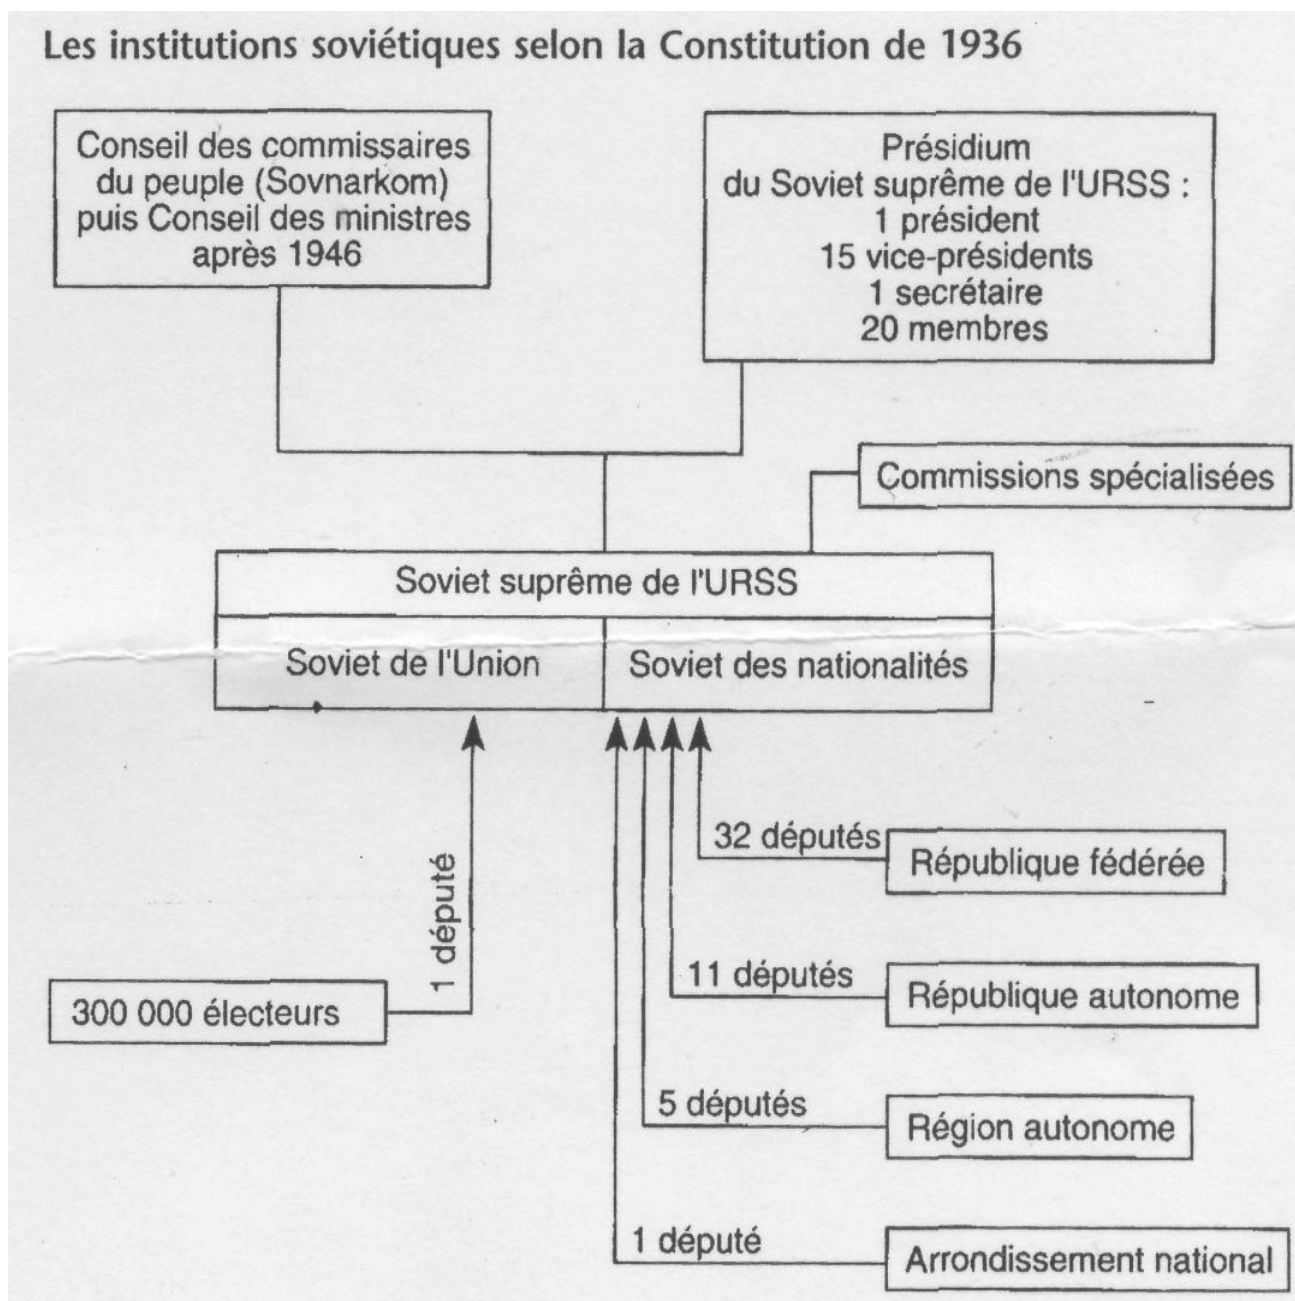 Les institutions soviétiques selon la Constitution de 1936
Conseil des commissaires
du peuple (Sovnarkom)
puis Conseil des ministres
après 1946
Présidium
du Soviet suprême de l'URSS :
1 président
15 vice-présidents
1 secrétaire
20 membres
Commissions spécialisées
Soviet suprême de l'URSS
Soviet de l'Union
Soviet des nationalités
32 députés
République fédérée
1 député
300 000 électeurs
11 députés
République autonome
5 députés
Région autonome
1 député
Arrondissement national